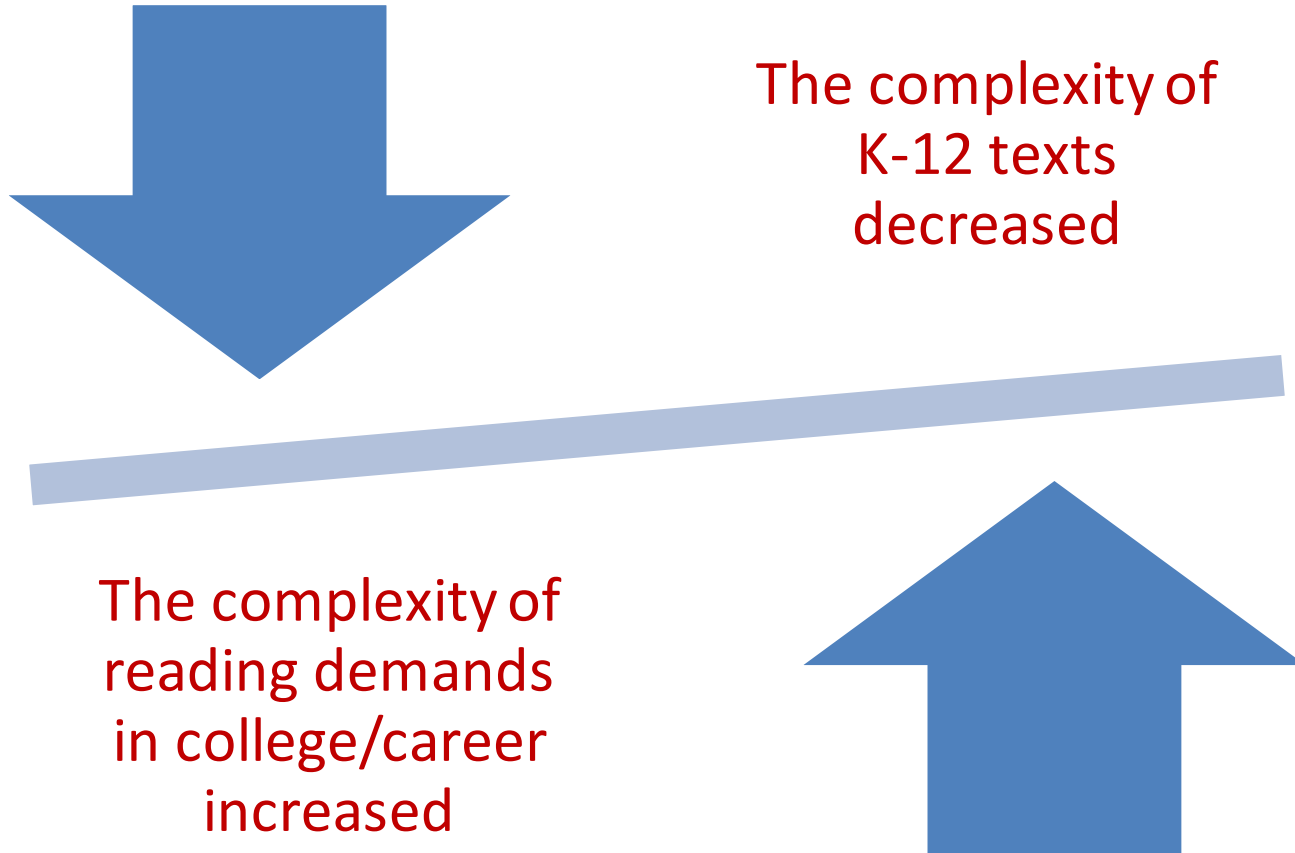 The complexity of
K-12 texts
decreased
The complexity of
reading demands
in college/career
increased